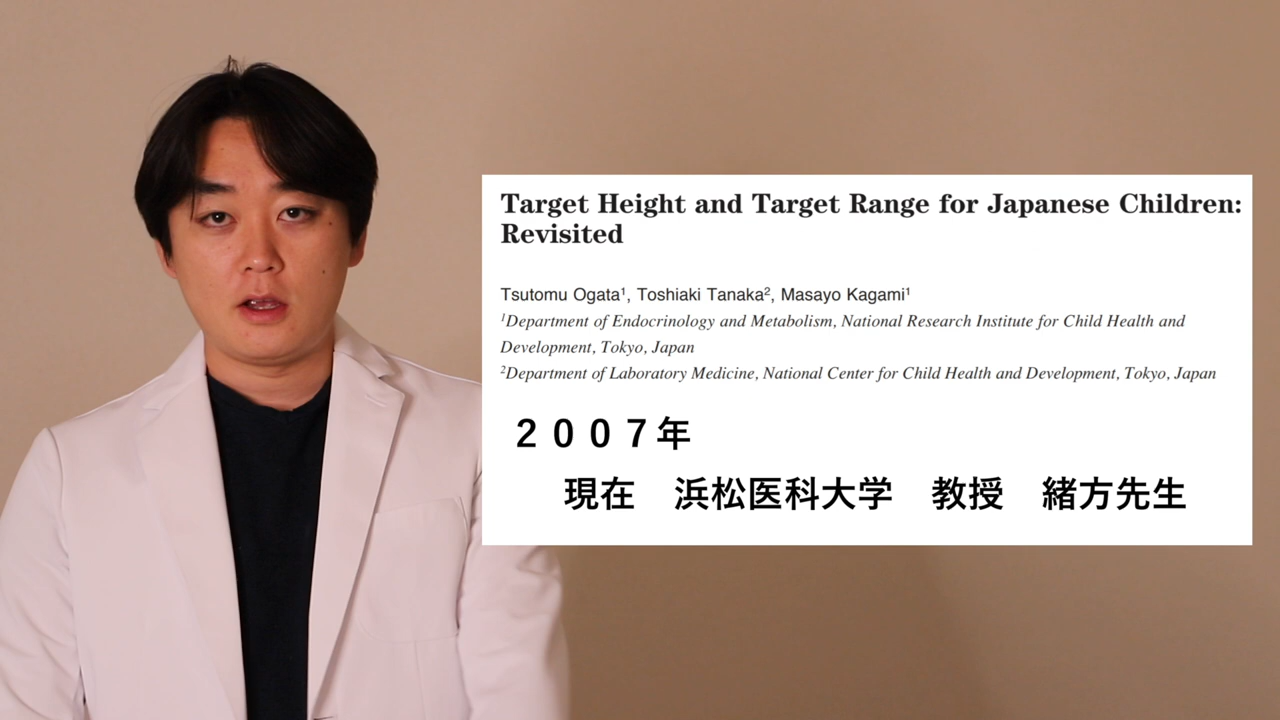 Target Height and Target Range for Japanese Children:
Revisited
Tsutomu Ogata¹, Toshiaki Tanaka², Masayo Kagami¹
¹Department of Endocrinology and Metabolism, National Research Institute for Child Health and
Development, Tokyo, Japan
²Department of Laboratory Medicine, National Center for Child Health and Development, Tokyo, Japan
２００７年
現在　浜松医科大学　教授　緒方先生